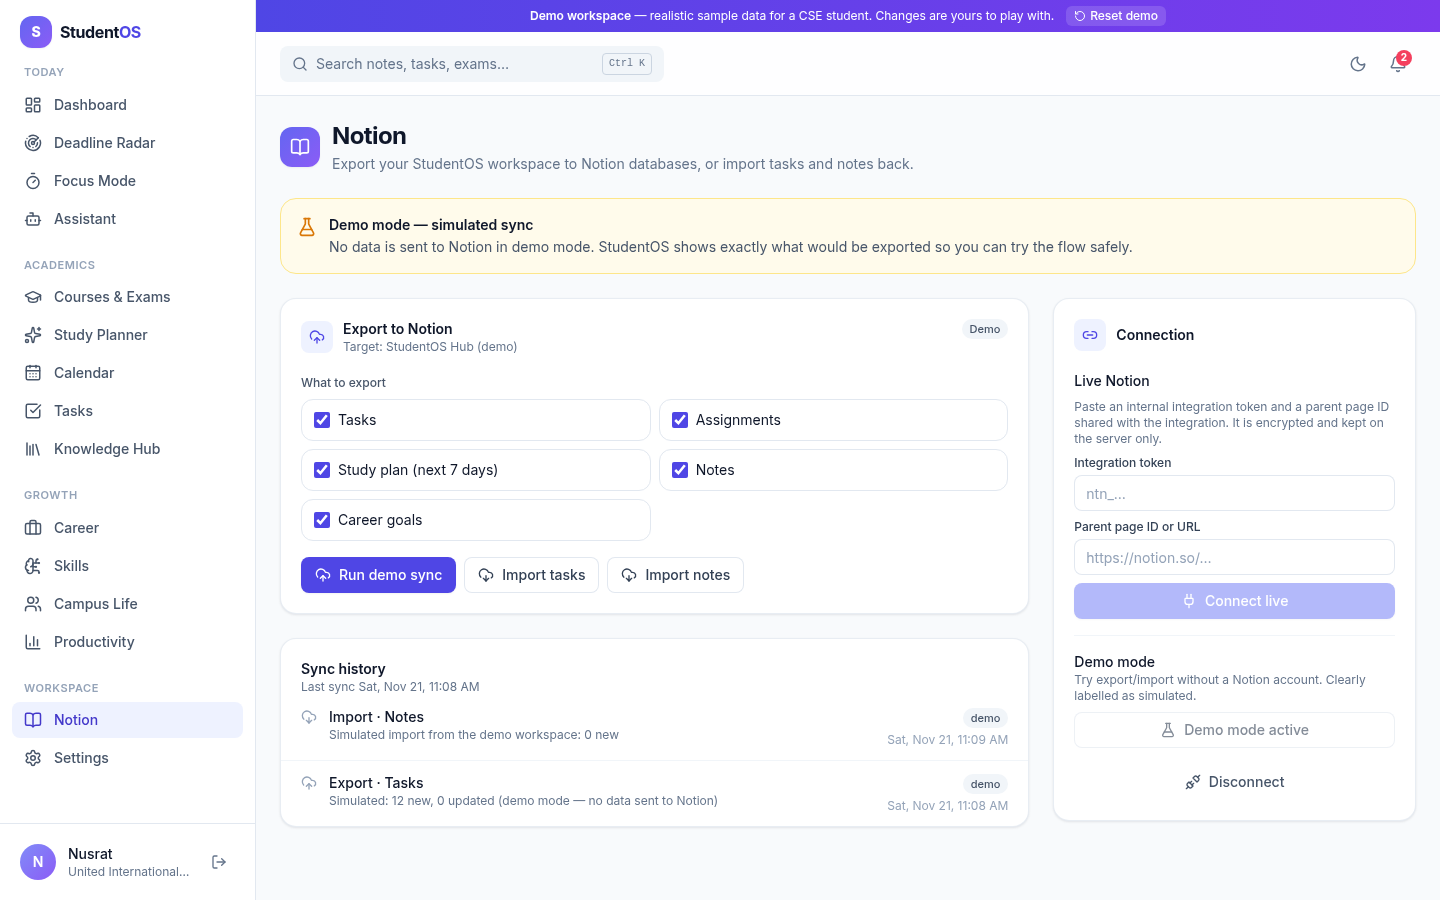 S StudentOS
TODAY
Dashboard
Deadline Radar
Focus Mode
Assistant
ACADEMICS
Courses & Exams
Study Planner
Calendar
Tasks
Knowledge Hub
GROWTH
Career
Skills
Campus Life
Productivity
WORKSPACE
Notion
Settings
N
Nusrat
United International...
Demo workspace — realistic sample data for a CSE student. Changes are yours to play with. Reset demo
Search notes, tasks, exams... Ctrl K
2
Notion
Export your StudentOS workspace to Notion databases, or import tasks and notes back.
Demo mode — simulated sync
No data is sent to Notion in demo mode. StudentOS shows exactly what would be exported so you can try the flow safely.
Export to Notion
Demo
Target: StudentOS Hub (demo)
What to export
Tasks
Assignments
Study plan (next 7 days)
Notes
Career goals
Run demo sync
Import tasks
Import notes
Sync history
Last sync Sat, Nov 21, 11:08 AM
Import · Notes
demo
Simulated import from the demo workspace: 0 new
Sat, Nov 21, 11:09 AM
Export · Tasks
demo
Simulated: 12 new, 0 updated (demo mode — no data sent to Notion)
Sat, Nov 21, 11:08 AM
Connection
Live Notion
Paste an internal integration token and a parent page ID
shared with the integration. It is encrypted and kept on
the server only.
Integration token
ntn_...
Parent page ID or URL
https://notion.so/...
Connect live
Demo mode
Try export/import without a Notion account. Clearly
labelled as simulated.
Demo mode active
Disconnect